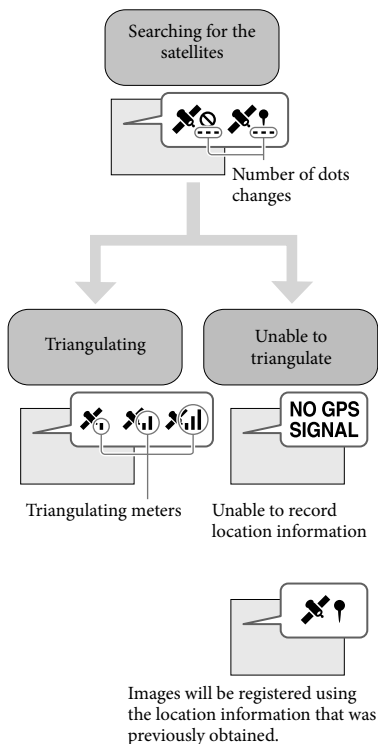 Searching for the
satellites
Number of dots
changes
Triangulating
Unable to
triangulate
NO GPS
SIGNAL
Triangulating meters
Unable to record
location information
Images will be registered using
the location information that was
previously obtained.